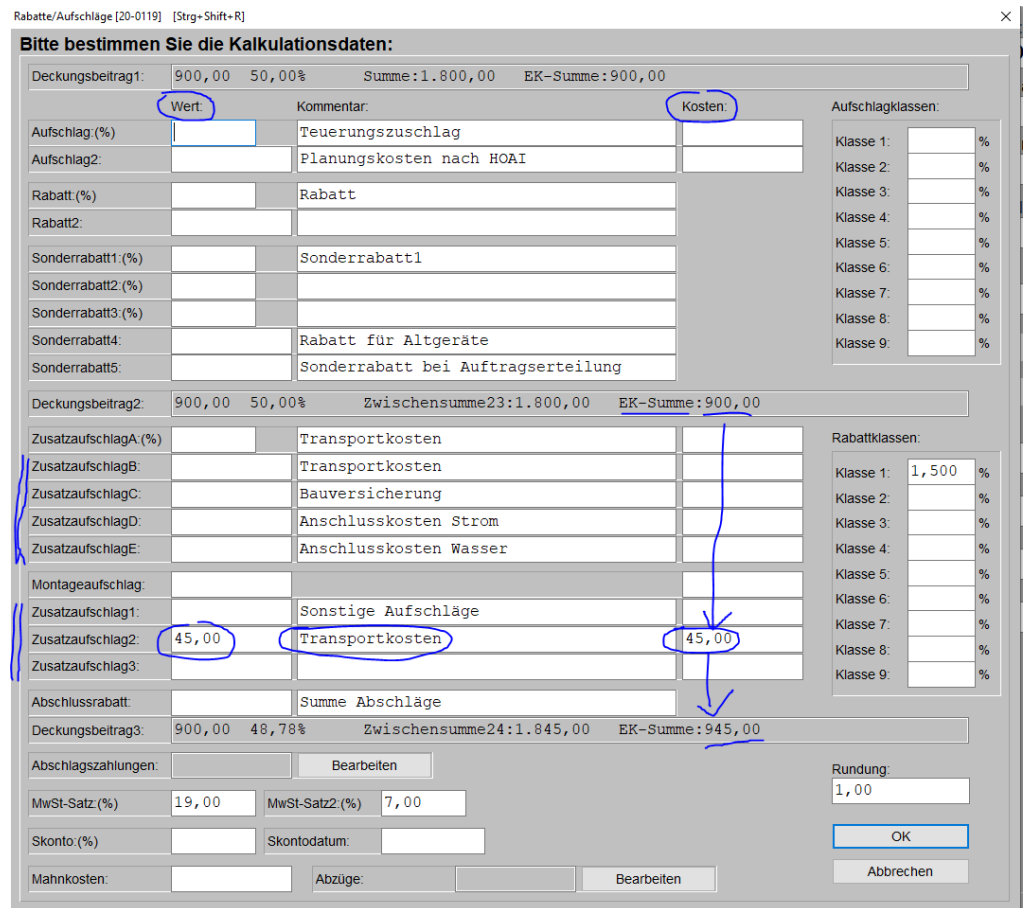 Rabatte/Aufschläge [20-0119] [Strg+Shift+R]
Bitte bestimmen Sie die Kalkulationsdaten:
Deckungsbeitrag1: 900,00 50,00% Summe:1.800,00 EK-Summe:900,00
Wert: Kommentar: Kosten: Aufschlagklassen:
Aufschlag:(%) Teuerungszuschlag
Klasse 1: %
Aufschlag2: Planungskosten nach HOAI
Klasse 2: %
Rabatt:(%) Rabatt
Klasse 3: %
Rabatt2:
Klasse 4: %
Klasse 5: %
Sonderrabatt1:(%) Sonderrabatt1
Klasse 6: %
Sonderrabatt2:(%)
Klasse 7: %
Sonderrabatt3:(%)
Klasse 8: %
Sonderrabatt4: Rabatt für Altgeräte
Klasse 9: %
Sonderrabatt5: Sonderrabatt bei Auftragserteilung
Deckungsbeitrag2: 900,00 50,00% Zwischensumme23:1.800,00 EK-Summe:900,00
ZusatzaufschlagA:(%) Transportkosten Rabattklassen:
ZusatzaufschlagB: Transportkosten
Klasse 1: 1,500 %
ZusatzaufschlagC: Bauversicherung
Klasse 2: %
ZusatzaufschlagD: Anschlusskosten Strom
Klasse 3: %
ZusatzaufschlagE: Anschlusskosten Wasser
Klasse 4: %
Klasse 5: %
Montageaufschlag:
Klasse 6: %
Zusatzaufschlag1: Sonstige Aufschläge
Klasse 7: %
Zusatzaufschlag2: 45,00 Transportkosten 45,00
Klasse 8: %
Zusatzaufschlag3:
Klasse 9: %
Abschlussrabatt: Summe Abschläge
Deckungsbeitrag3: 900,00 48,78% Zwischensumme24:1.845,00 EK-Summe:945,00
Abschlagszahlungen: Bearbeiten
Rundung:
1,00
MwSt-Satz:(%) 19,00 MwSt-Satz2:(%) 7,00
Skonto:(%) Skontodatum: OK
Mahnkosten: Abzüge: Bearbeiten Abbrechen